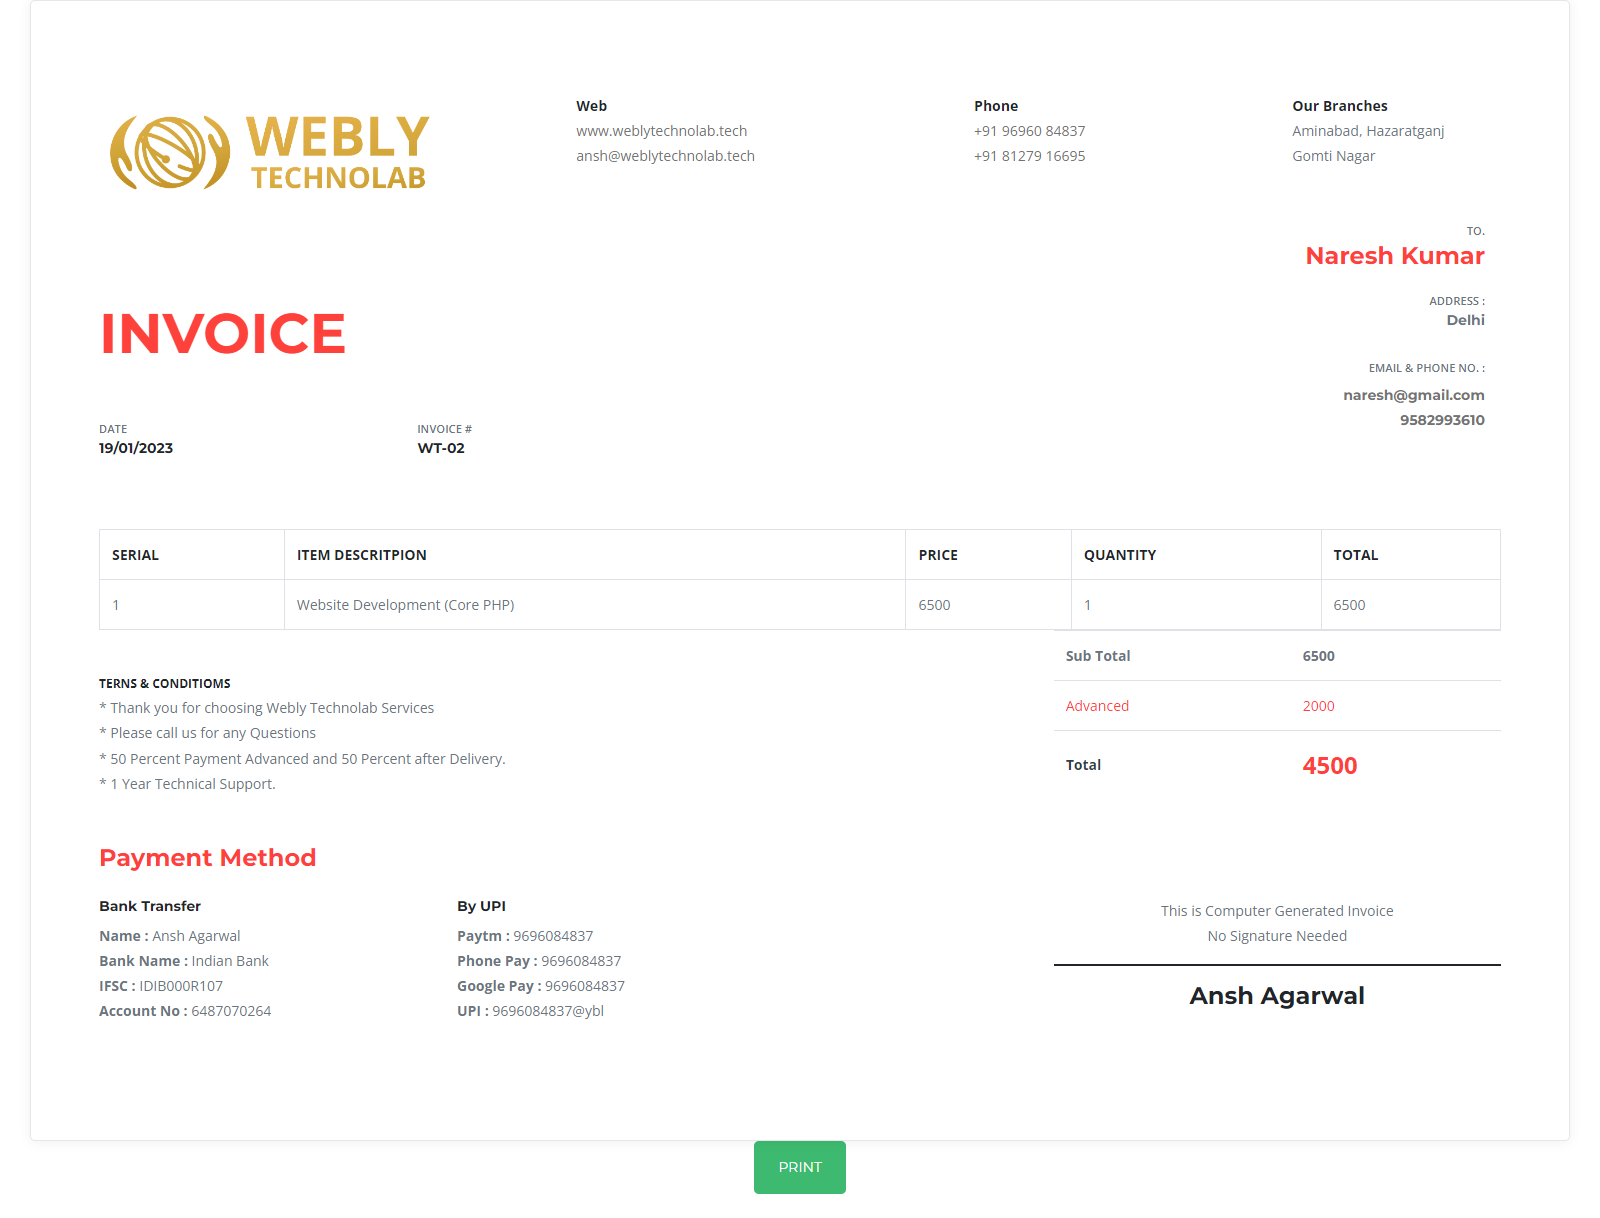 WEBLY
TECHNOLAB
Web
www.weblytechnolab.tech
ansh@weblytechnolab.tech
Phone
+91 96960 84837
+91 81279 16695
Our Branches
Aminabad, Hazaratganj
Gomti Nagar
TO.
Naresh Kumar
ADDRESS :
Delhi
EMAIL & PHONE NO. :
naresh@gmail.com
9582993610
INVOICE
DATE
19/01/2023
INVOICE #
WT-02
SERIAL ITEM DESCRITPION PRICE QUANTITY TOTAL
1 Website Development (Core PHP) 6500 1 6500
Sub Total 6500
Advanced 2000
Total 4500
TERNS & CONDITIOMS
* Thank you for choosing Webly Technolab Services
* Please call us for any Questions
* 50 Percent Payment Advanced and 50 Percent after Delivery.
* 1 Year Technical Support.
Payment Method
Bank Transfer
Name : Ansh Agarwal
Bank Name : Indian Bank
IFSC : IDIB000R107
Account No : 6487070264
By UPI
Paytm : 9696084837
Phone Pay : 9696084837
Google Pay : 9696084837
UPI : 9696084837@ybl
This is Computer Generated Invoice
No Signature Needed
Ansh Agarwal
PRINT